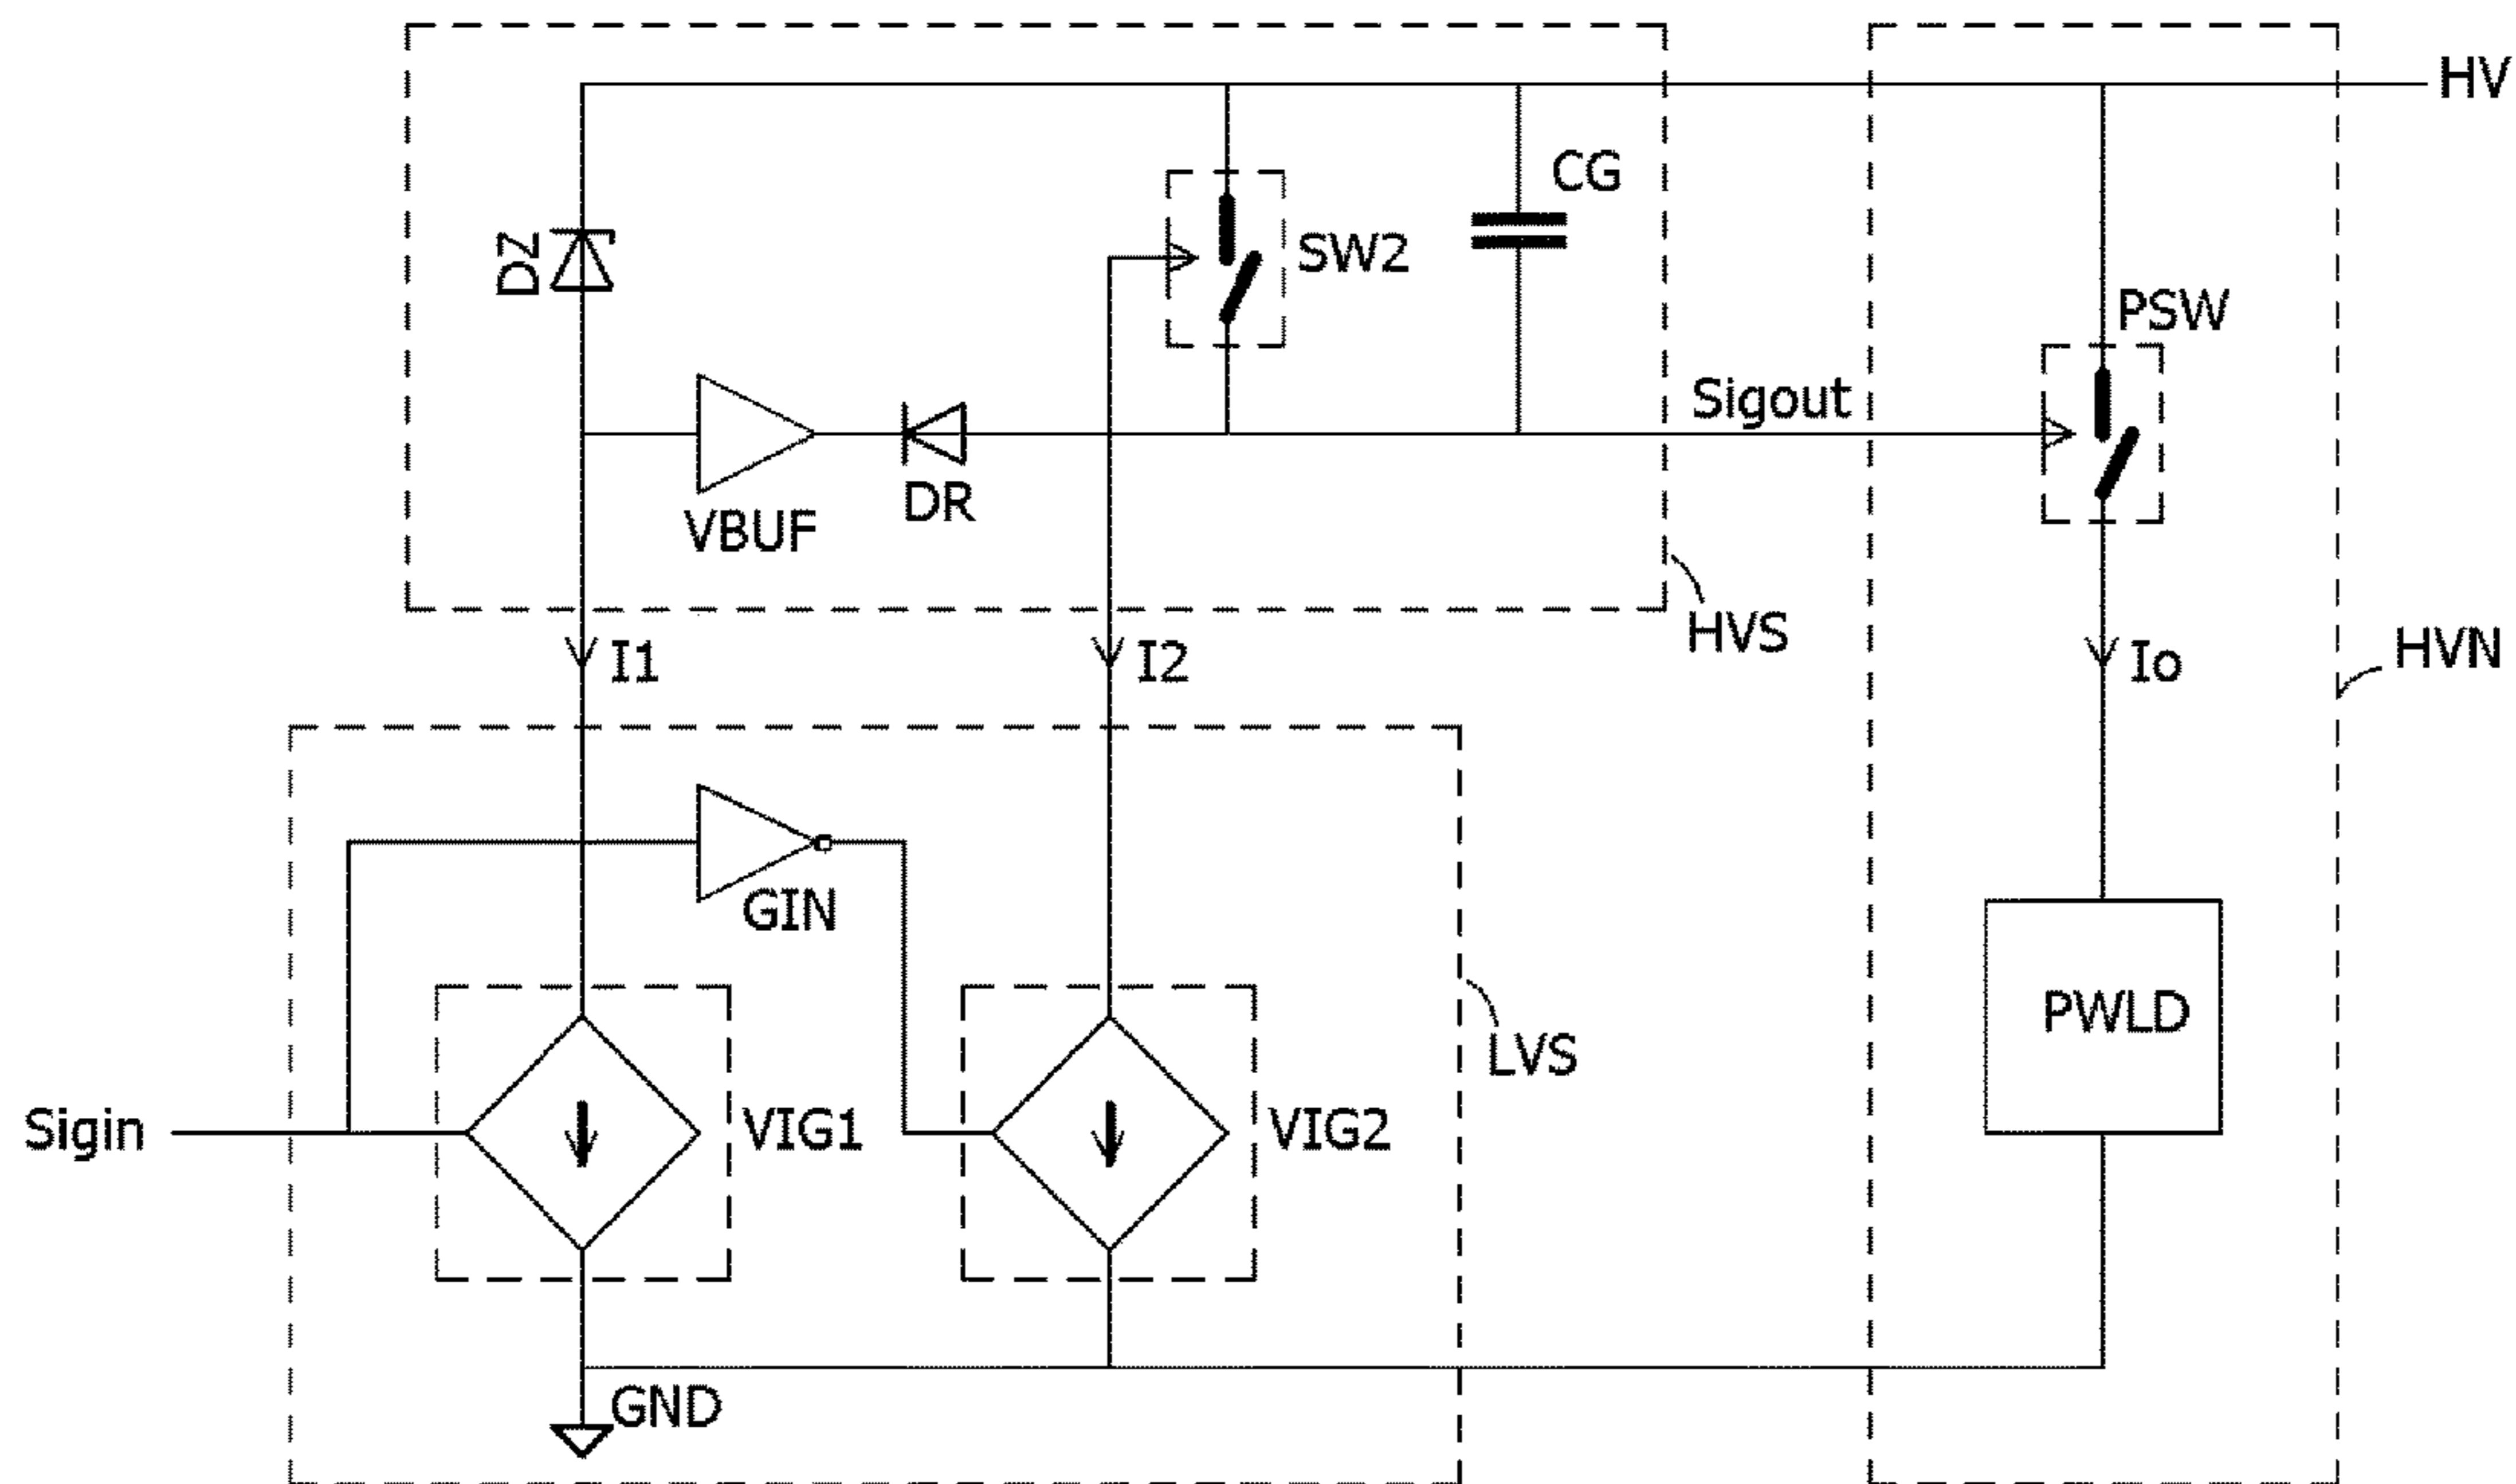 HV
CG
DZ
SW2
PSW
Sigout
VBUF
DR
HVS
HVN
I1
I2
Io
GIN
LVS
PWLD
Sigin
VIG1
VIG2
GND